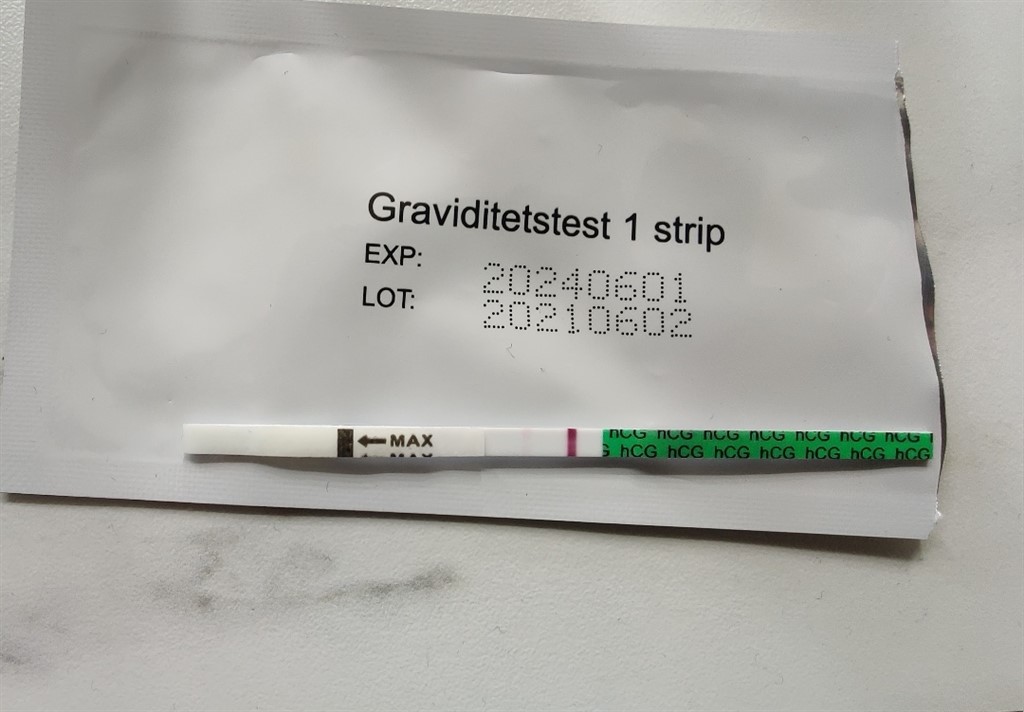 Graviditetstest 1 strip
EXP: 20240601
LOT: 20210602
MAX
MAX
hCG hCG hCG hCG hCG hCG hCG
hCG hCG hCG hCG hCG hCG hCG